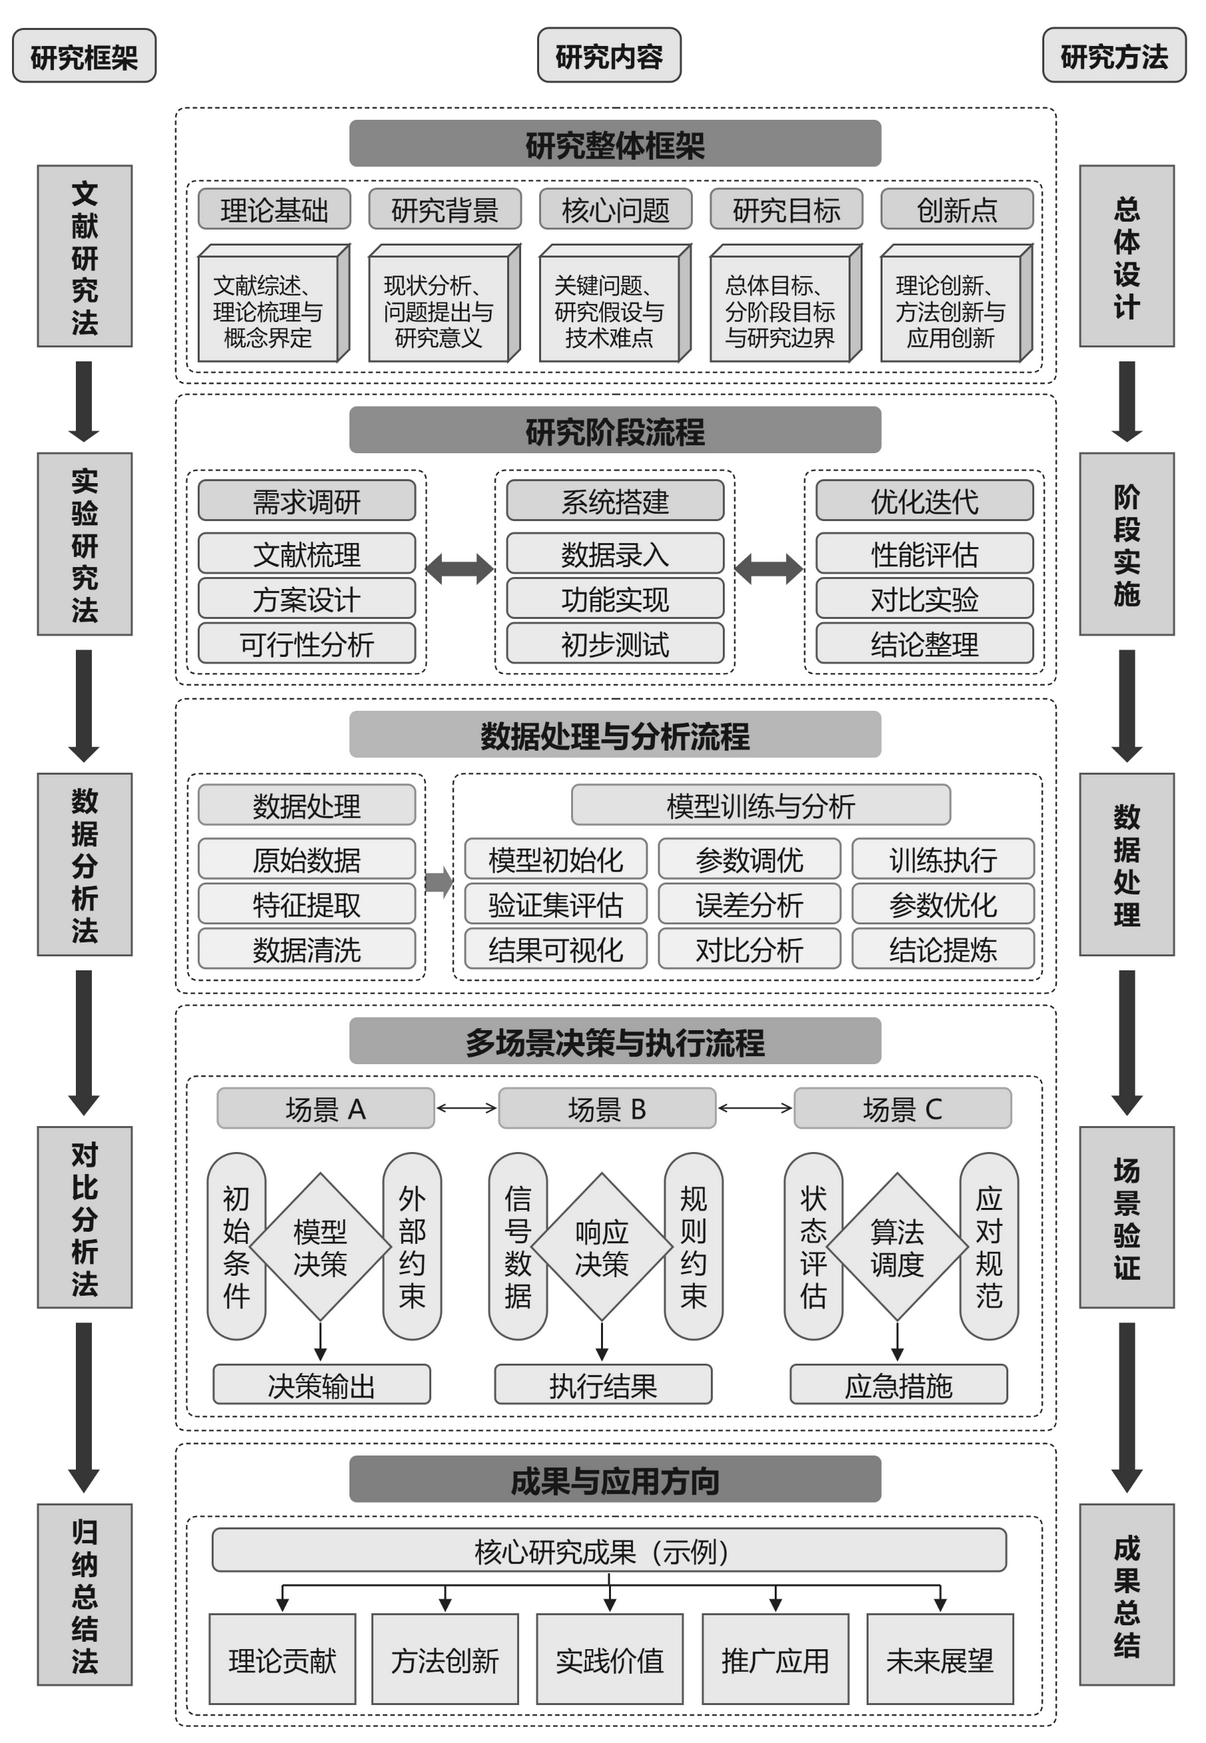 研究框架
研究内容
研究方法
文献研究法
实验研究法
数据分析法
对比分析法
归纳总结法
研究整体框架
理论基础
研究背景
核心问题
研究目标
创新点
文献综述、
理论梳理与
概念界定
现状分析、
问题提出与
研究意义
关键问题、
研究假设与
技术难点
总体目标、
分阶段目标
与研究边界
理论创新、
方法创新与
应用创新
研究阶段流程
需求调研
文献梳理
方案设计
可行性分析
系统搭建
数据录入
功能实现
初步测试
优化迭代
性能评估
对比实验
结论整理
数据处理与分析流程
数据处理
原始数据
特征提取
数据清洗
模型训练与分析
模型初始化
参数调优
训练执行
验证集评估
误差分析
参数优化
结果可视化
对比分析
结论提炼
多场景决策与执行流程
场景 A
场景 B
场景 C
初始条件
模型
决策
外部约束
信号数据
响应
决策
规则约束
状态评估
算法
调度
应对规范
决策输出
执行结果
应急措施
成果与应用方向
核心研究成果（示例）
理论贡献
方法创新
实践价值
推广应用
未来展望
总体设计
阶段实施
数据处理
场景验证
成果总结